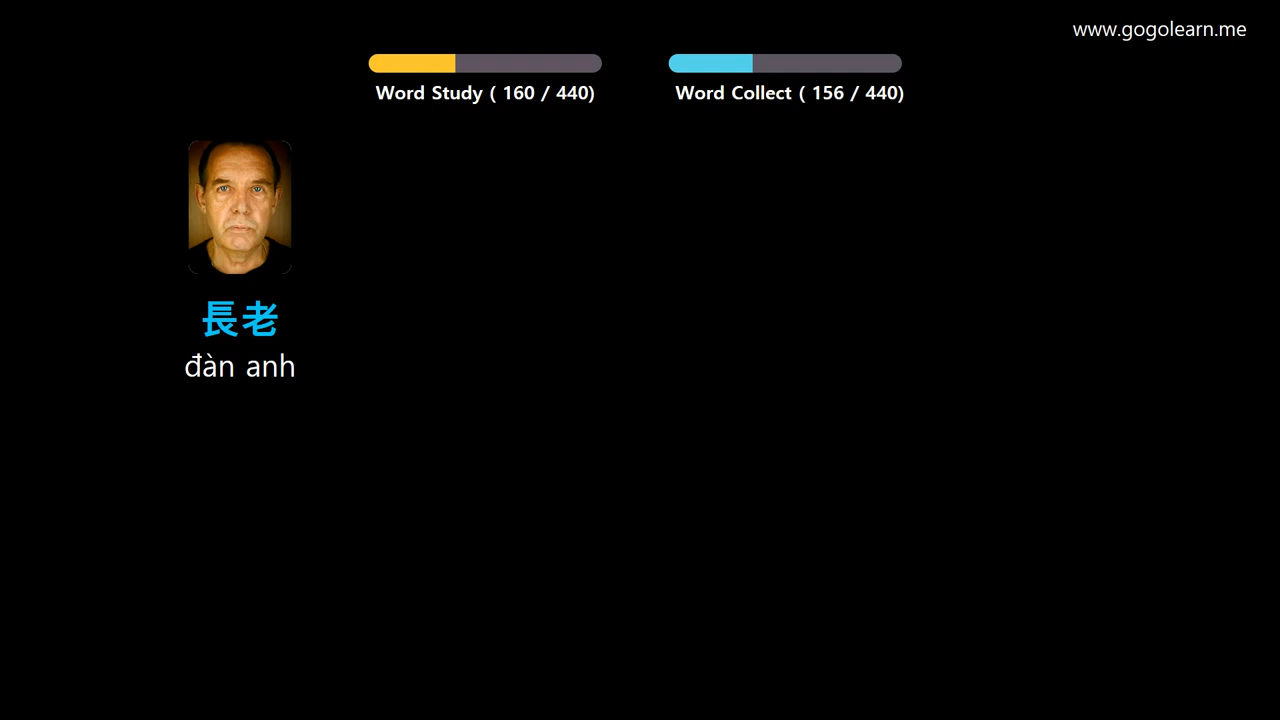 www.gogolearn.me
Word Study ( 160 / 440)
Word Collect ( 156 / 440)
長老
đàn anh